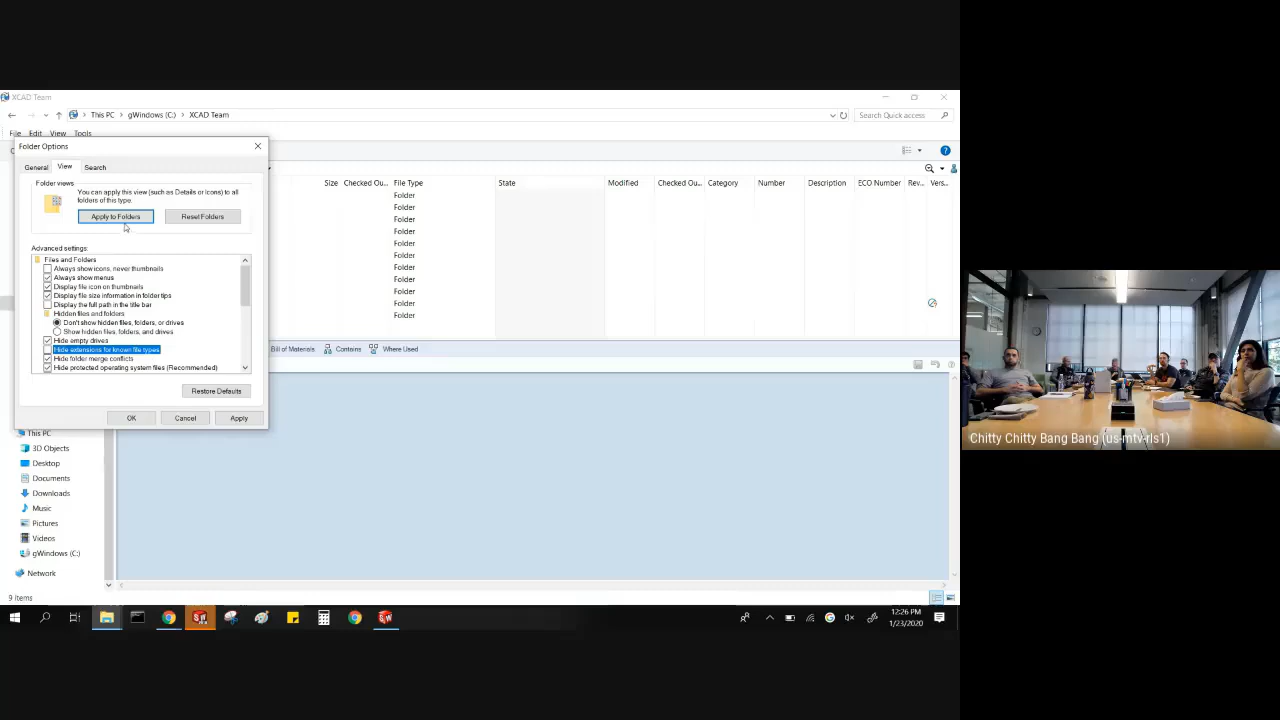 XCAD Team
This PC gWindows (C:) XCAD Team
Search Quick access
File Edit View Tools
Folder Options
General View Search
Folder views
You can apply this view (such as Details or Icons) to all
folders of this type.
Apply to Folders
Reset Folders
Advanced settings:
Files and Folders
Always show icons, never thumbnails
Always show menus
Display file icon on thumbnails
Display file size information in folder tips
Display the full path in the title bar
Hidden files and folders
Don't show hidden files, folders, or drives
Show hidden files, folders, and drives
Hide empty drives
Hide extensions for known file types
Hide folder merge conflicts
Hide protected operating system files (Recommended)
Restore Defaults
OK Cancel Apply
Size Checked Ou... File Type State Modified Checked Ou... Category Number Description ECO Number Rev... Vers...
Folder
Folder
Folder
Folder
Folder
Folder
Folder
Folder
Folder
Folder
Folder
Bill of Materials Contains Where Used
This PC
3D Objects
Desktop
Documents
Downloads
Music
Pictures
Videos
gWindows (C:)
Network
9 items
12:26 PM
1/23/2020
Chitty Chitty Bang Bang (us-mtv-rls1)